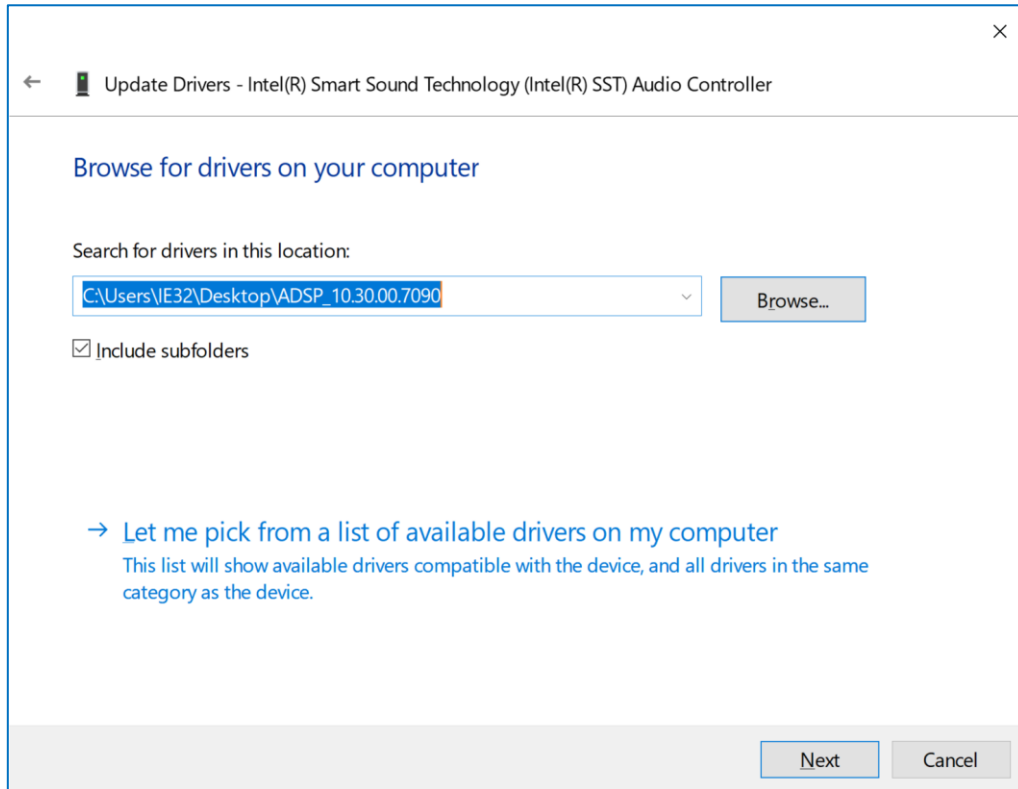 Update Drivers - Intel(R) Smart Sound Technology (Intel(R) SST) Audio Controller
Browse for drivers on your computer
Search for drivers in this location:
C:\Users\IE32\Desktop\ADSP_10.30.00.7090
Browse...
Include subfolders
Let me pick from a list of available drivers on my computer
This list will show available drivers compatible with the device, and all drivers in the same
category as the device.
Next
Cancel